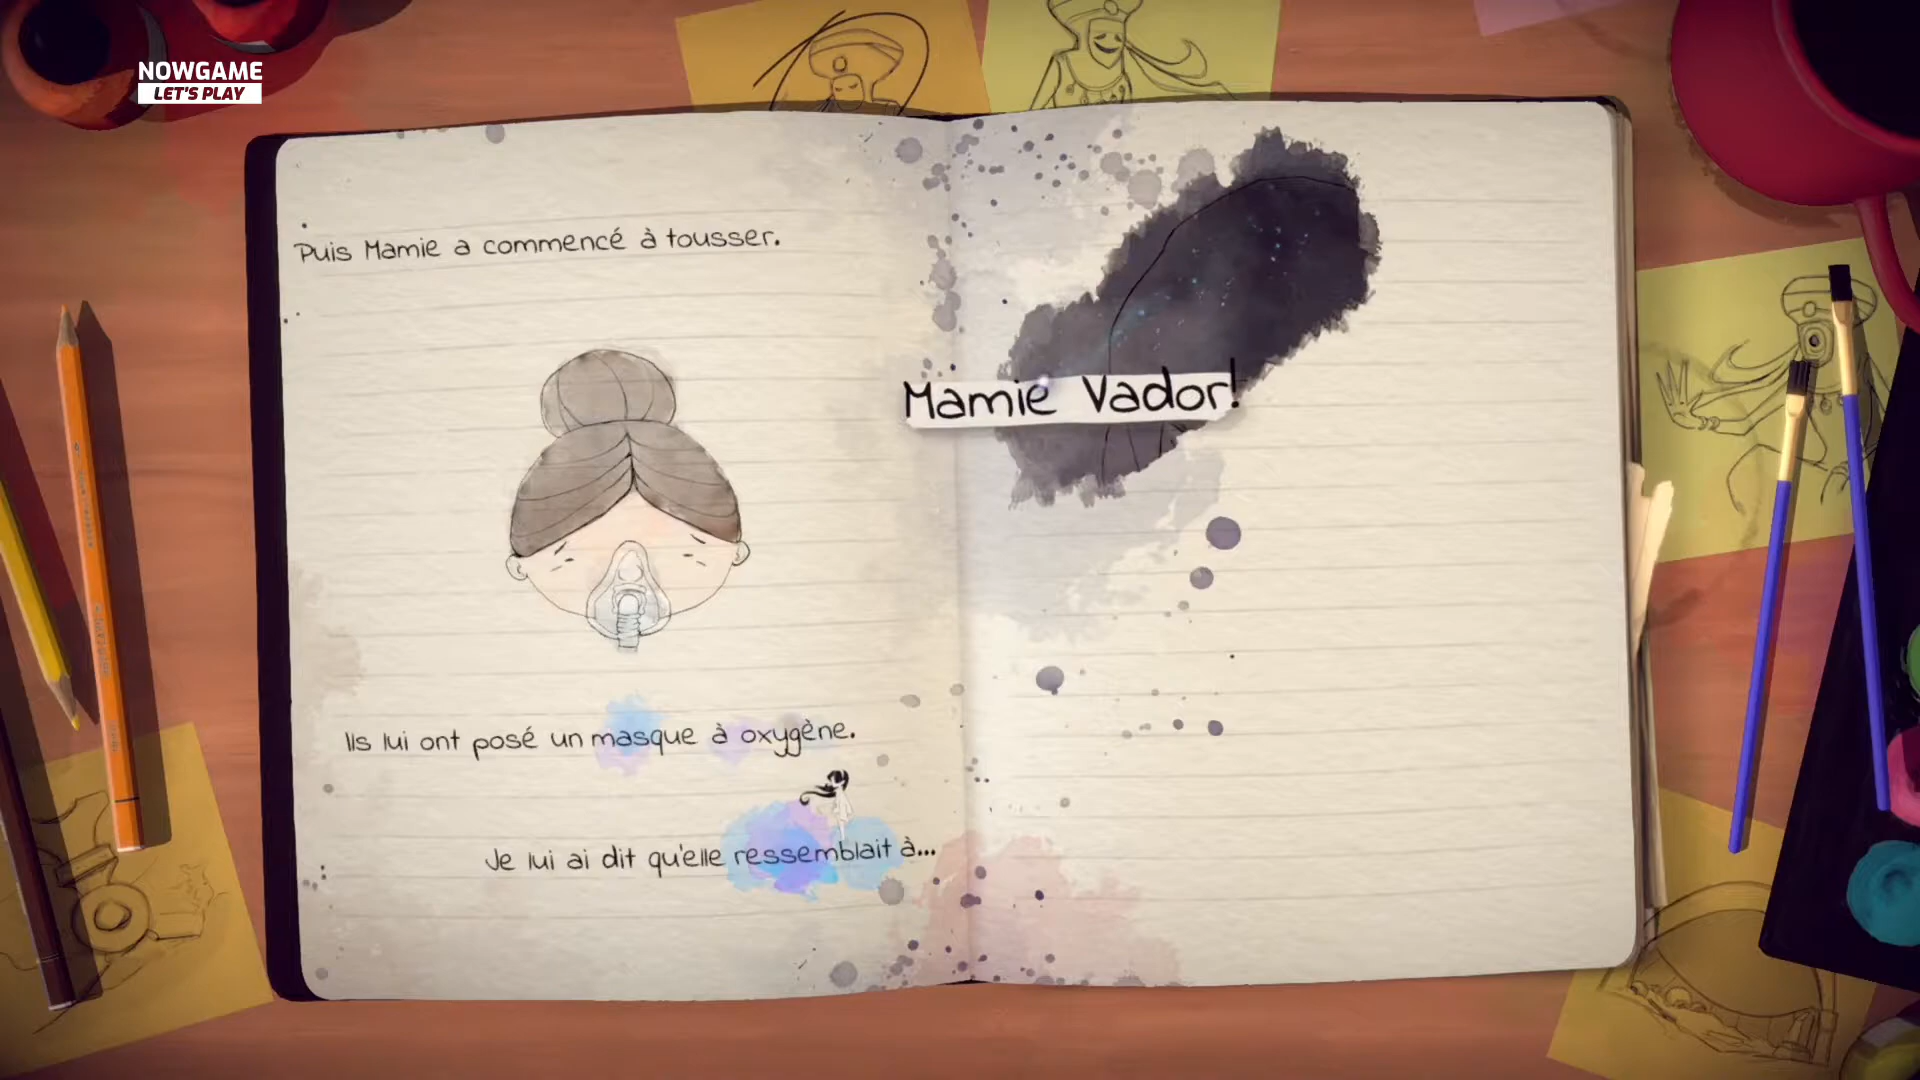 NOWGAME
LET'S PLAY
Puis Mamie a commencé à tousser.
Ils lui ont posé un masque à oxygène.
Je lui ai dit qu'elle ressemblait à...
Mamie Vador!